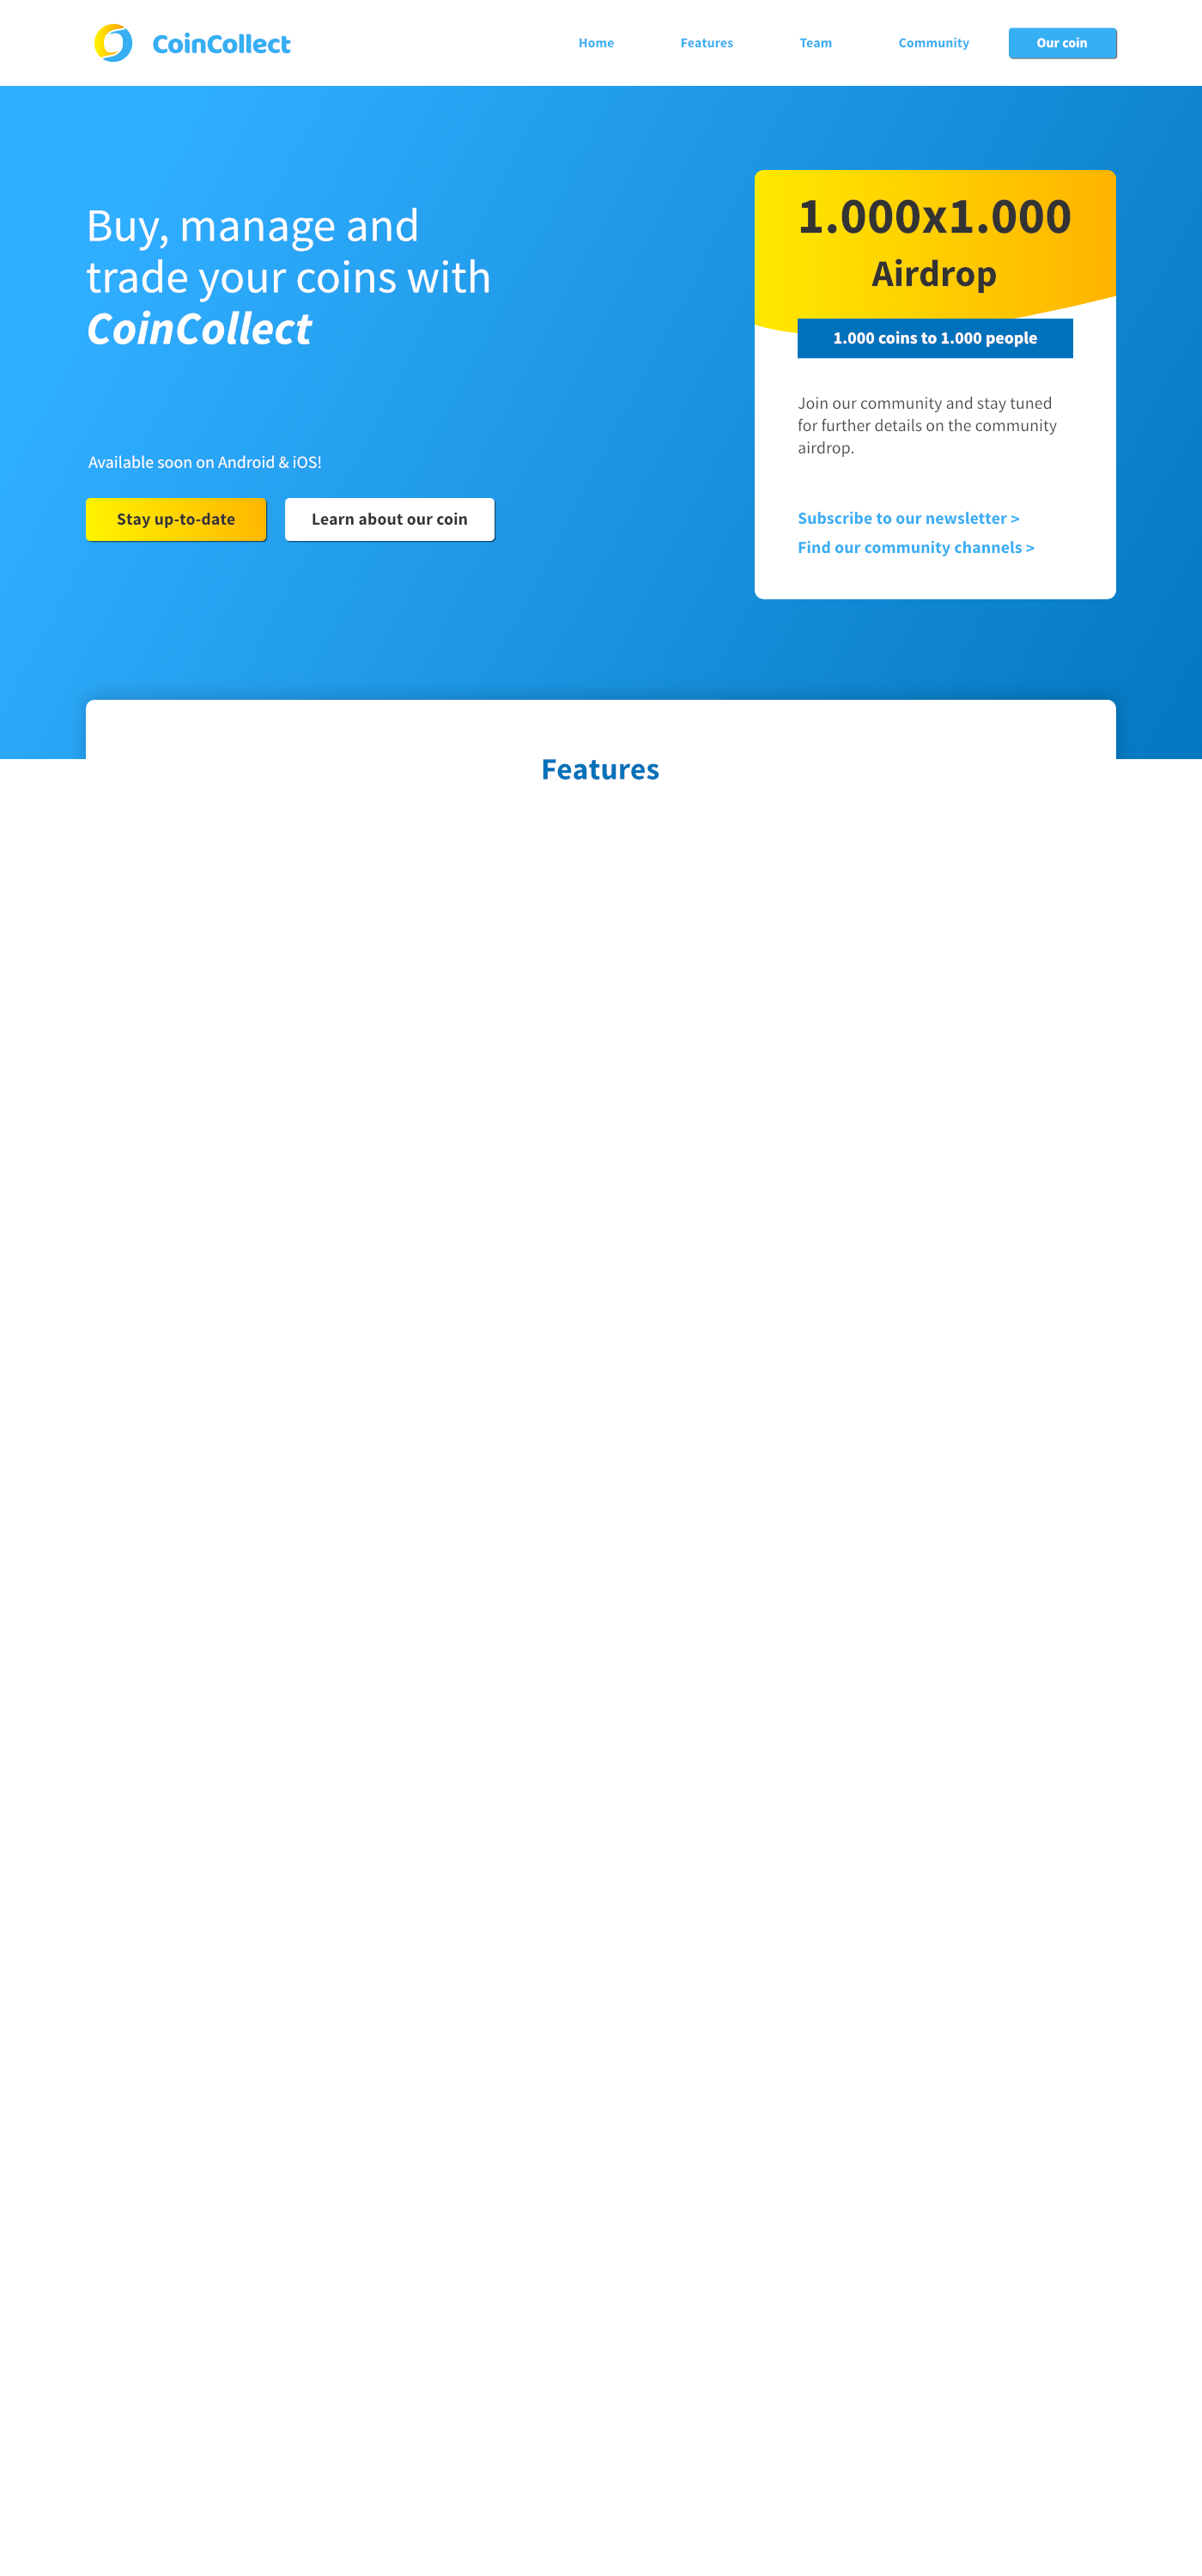 CoinCollect
Home
Features
Team
Community
Our coin
Buy, manage and
trade your coins with
CoinCollect
Available soon on Android & iOS!
Stay up-to-date
Learn about our coin
1.000x1.000
Airdrop
1.000 coins to 1.000 people
Join our community and stay tuned
for further details on the community
airdrop.
Subscribe to our newsletter >
Find our community channels >
Features